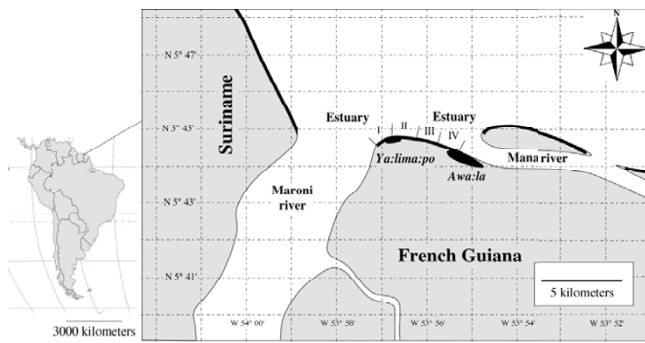 N
N 5° 47'
Suriname
Estuary
Estuary
N 5° 45'
I
II
III
IV
Ya:lima:po
Awa:la
Mana river
Maroni
river
N 5° 43'
French Guiana
N 5° 41'
5 kilometers
3000 kilometers
W 54° 00'
W 53° 58'
W 53° 56'
W 53° 54'
W 53° 52'